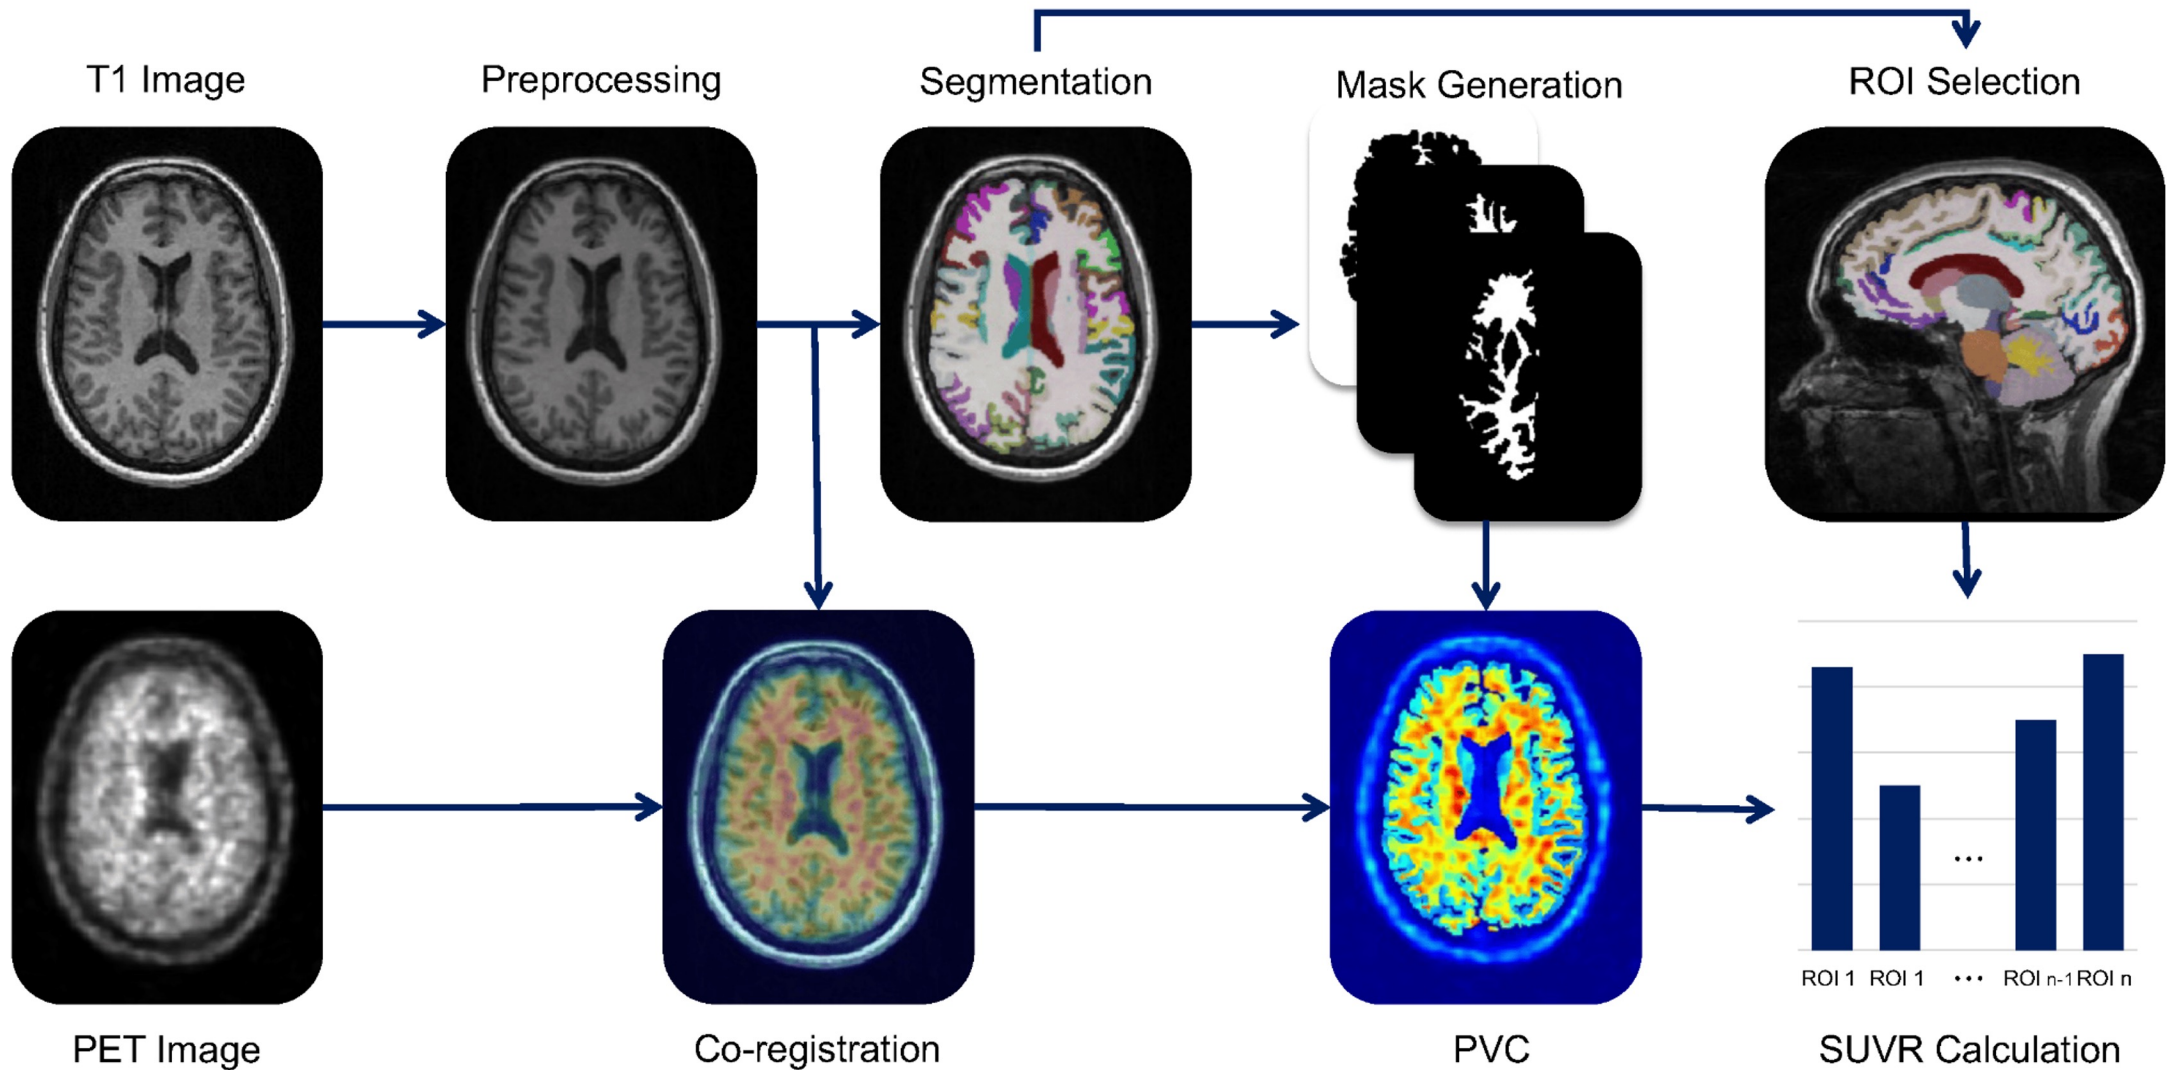 T1 Image
Preprocessing
Segmentation
Mask Generation
ROI Selection
ROI 1 ROI 1 ... ROI n-1 ROI n
...
PET Image
Co-registration
PVC
SUVR Calculation